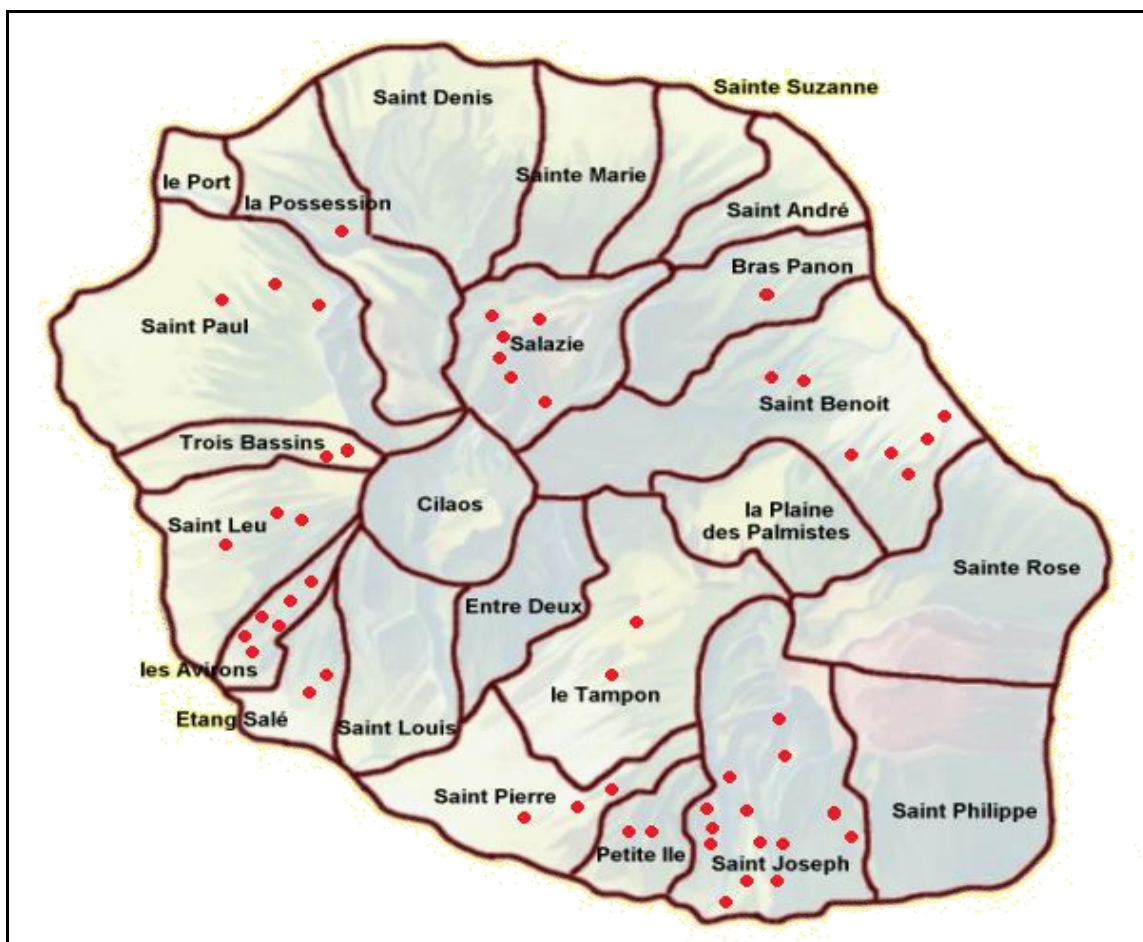 Sainte Suzanne
Saint Denis
Sainte Marie
le Port
la Possession
Saint André
Bras Panon
Saint Paul
Salazie
Saint Benoit
Trois Bassins
Cilaos
la Plaine
des Palmistes
Saint Leu
Sainte Rose
Entre Deux
les Avirons
le Tampon
Etang Salé
Saint Louis
Saint Pierre
Saint Philippe
Petite Ile
Saint Joseph